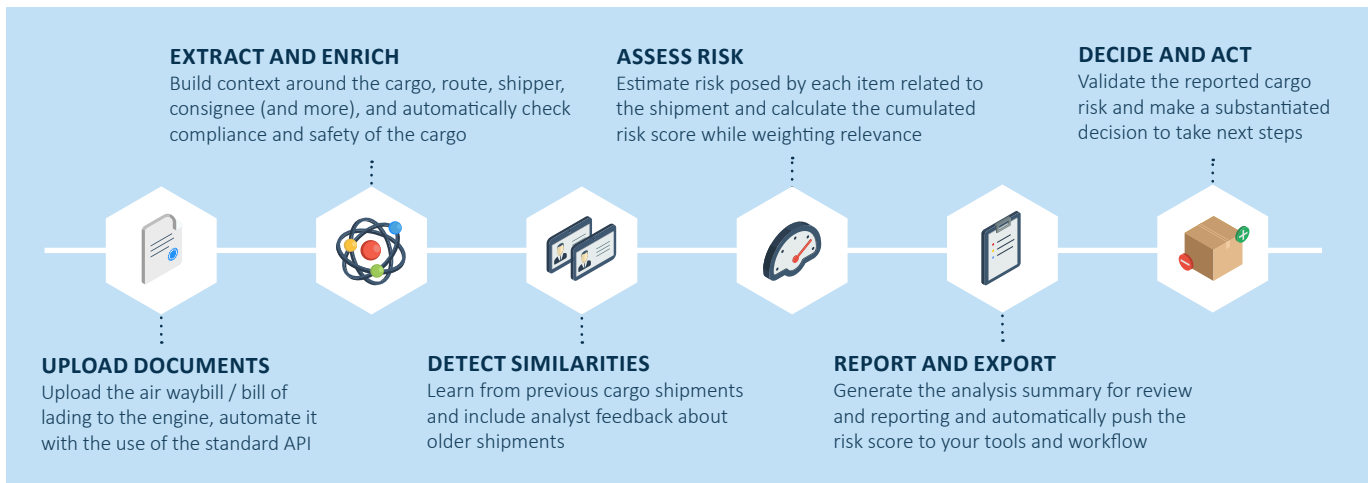 EXTRACT AND ENRICH
Build context around the cargo, route, shipper,
consignee (and more), and automatically check
compliance and safety of the cargo
ASSESS RISK
Estimate risk posed by each item related to
the shipment and calculate the cumulated
risk score while weighting relevance
DECIDE AND ACT
Validate the reported cargo
risk and make a substantiated
decision to take next steps
UPLOAD DOCUMENTS
Upload the air waybill / bill of
lading to the engine, automate it
with the use of the standard API
DETECT SIMILARITIES
Learn from previous cargo shipments
and include analyst feedback about
older shipments
REPORT AND EXPORT
Generate the analysis summary for review
and reporting and automatically push the
risk score to your tools and workflow